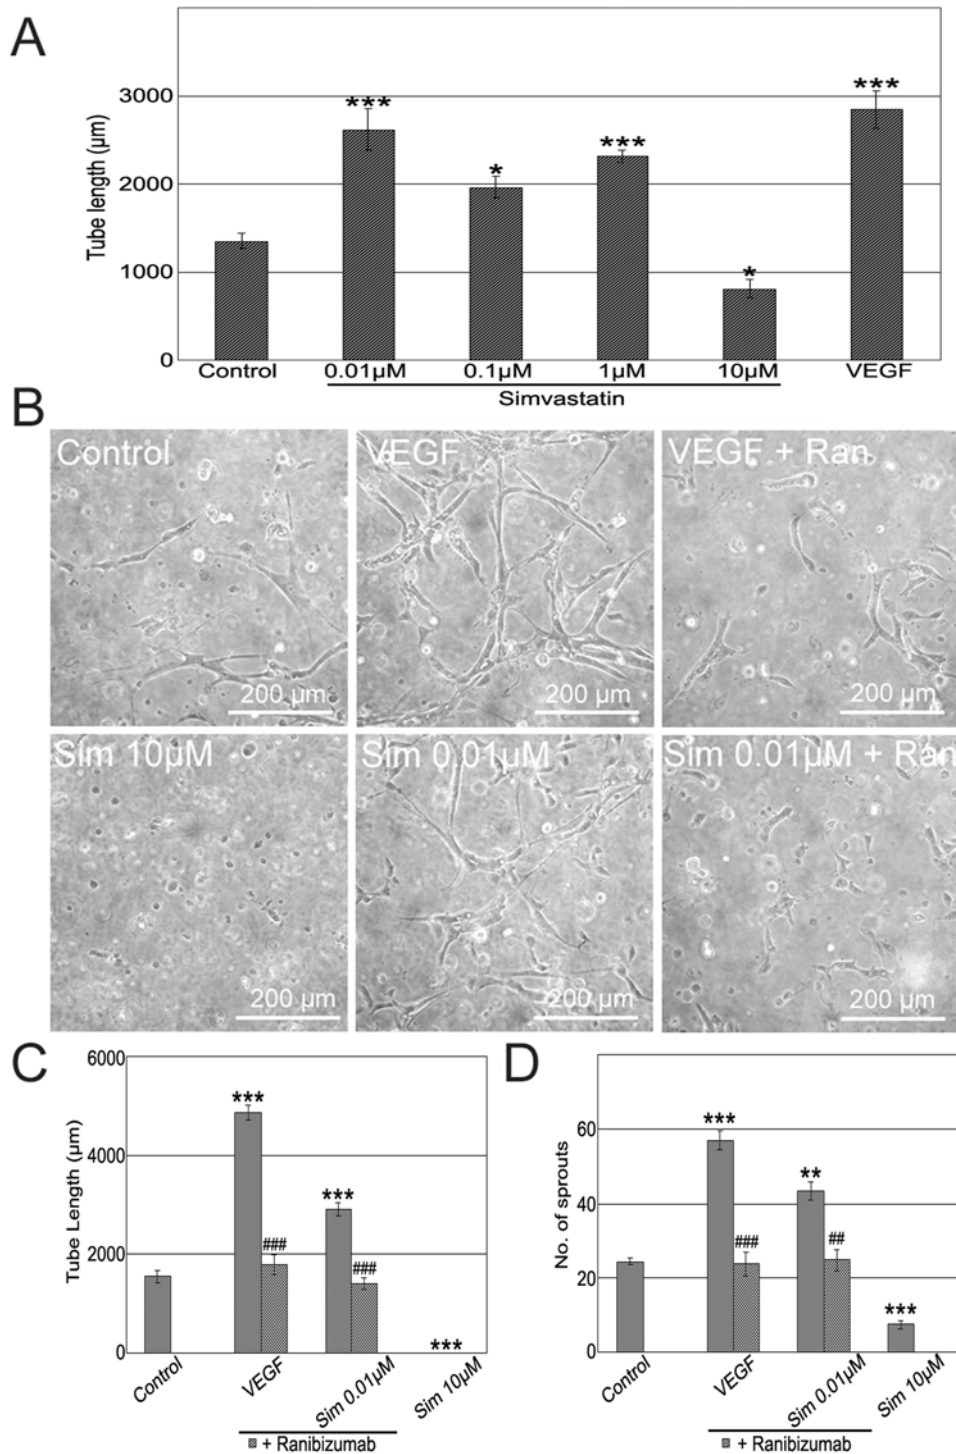 A
Tube length (µm)
3000
2000
1000
0
***
*
***
*
***
Control
0.01µM
0.1µM
1µM
10µM
VEGF
Simvastatin
B
Control
VEGF
VEGF + Ran
200 µm
200 µm
200 µm
Sim 10µM
Sim 0.01µM
Sim 0.01µM + Ran
200 µm
200 µm
200 µm
C
Tube Length (µm)
6000
4000
2000
0
***
###
***
###
***
Control
VEGF
Sim 0.01µM
Sim 10µM
+ Ranibizumab
D
No. of sprouts
60
40
20
0
***
###
**
##
***
Control
VEGF
Sim 0.01µM
Sim 10µM
+ Ranibizumab